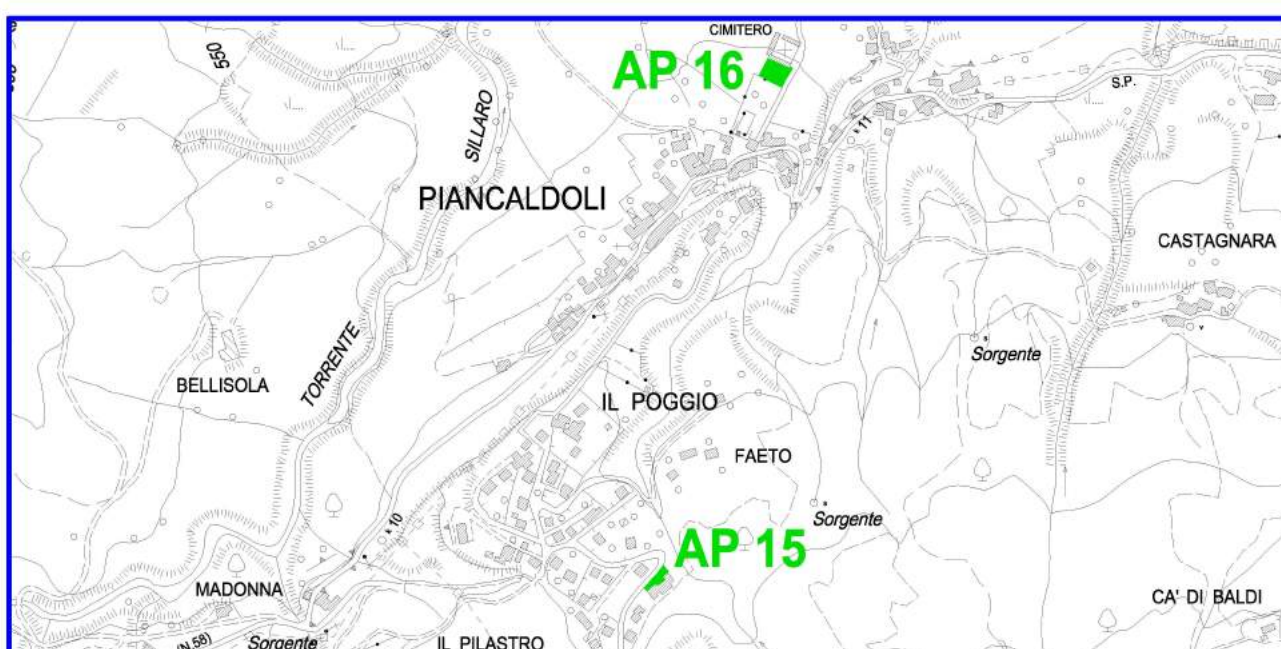 CIMITERO
550
AP 16
S.P.
SILLARO
k 11
PIANCALDOLI
CASTAGNARA
v
s
Sorgente
TORRENTE
BELLISOLA
IL POGGIO
FAETO
s
Sorgente
k 10
AP 15
MADONNA
CA' DI BALDI
(N.58)
Sorgente
IL PILASTRO